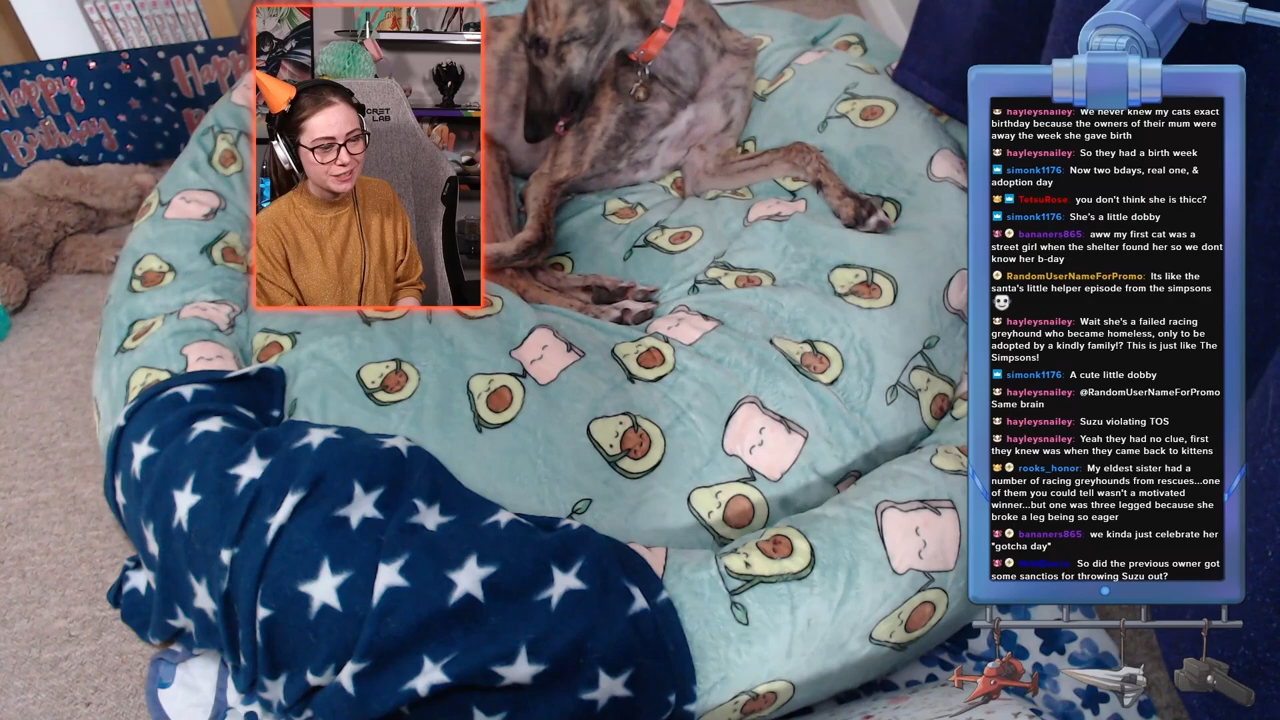 Happy
Birthday
Happy
CRET
LAB
hayleysnailey: We never knew my cats exact
birthday because the owners of their mum were
away the week she gave birth
hayleysnailey: So they had a birth week
simonk1176: Now two bdays, real one, &
adoption day
TetsuRose: you don't think she is thicc?
simonk1176: She's a little dobby
bananers865: aww my first cat was a
street girl when the shelter found her so we dont
know her b-day
RandomUserNameForPromo: Its like the
santa's little helper episode from the simpsons
hayleysnailey: Wait she's a failed racing
greyhound who became homeless, only to be
adopted by a kindly family!? This is just like The
Simpsons!
simonk1176: A cute little dobby
hayleysnailey: @RandomUserNameForPromo
Same brain
hayleysnailey: Suzu violating TOS
hayleysnailey: Yeah they had no clue, first
they knew was when they came back to kittens
rooks_honor: My eldest sister had a
number of racing greyhounds from rescues...one
of them you could tell wasn't a motivated
winner...but one was three legged because she
broke a leg being so eager
bananers865: we kinda just celebrate her
"gotcha day"
So did the previous owner got
some sanctios for throwing Suzu out?